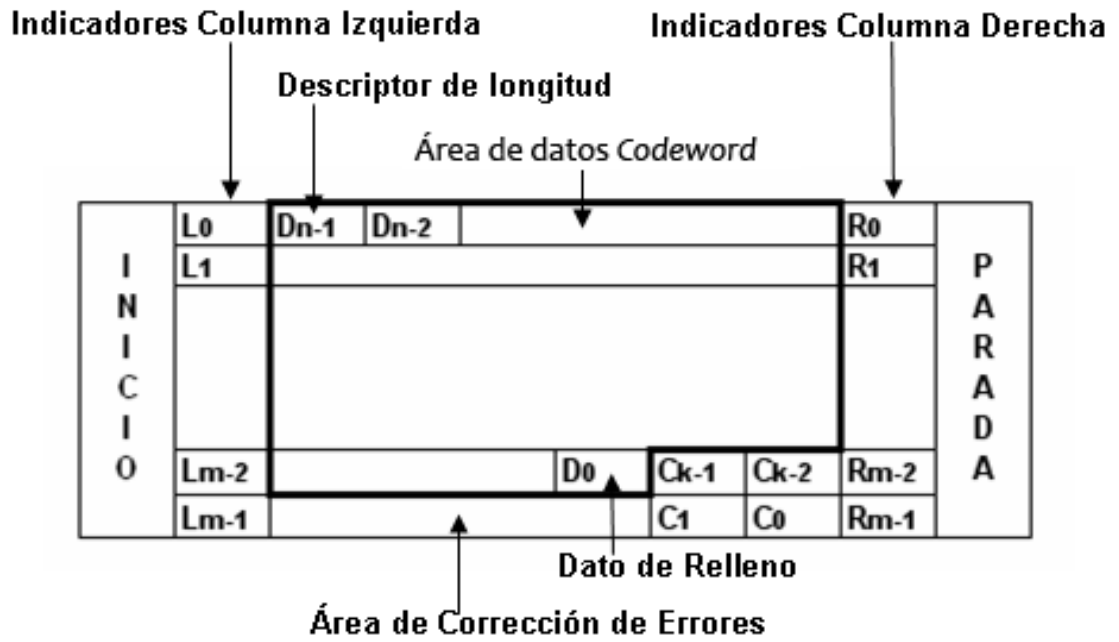 Indicadores Columna Izquierda
Indicadores Columna Derecha
Descriptor de longitud
Área de datos Codeword
INICIO
L0
Dn-1
Dn-2
R0
L1
R1
PARADA
Lm-2
D0
Ck-1
Ck-2
Rm-2
Lm-1
C1
C0
Rm-1
Dato de Relleno
Área de Corrección de Errores